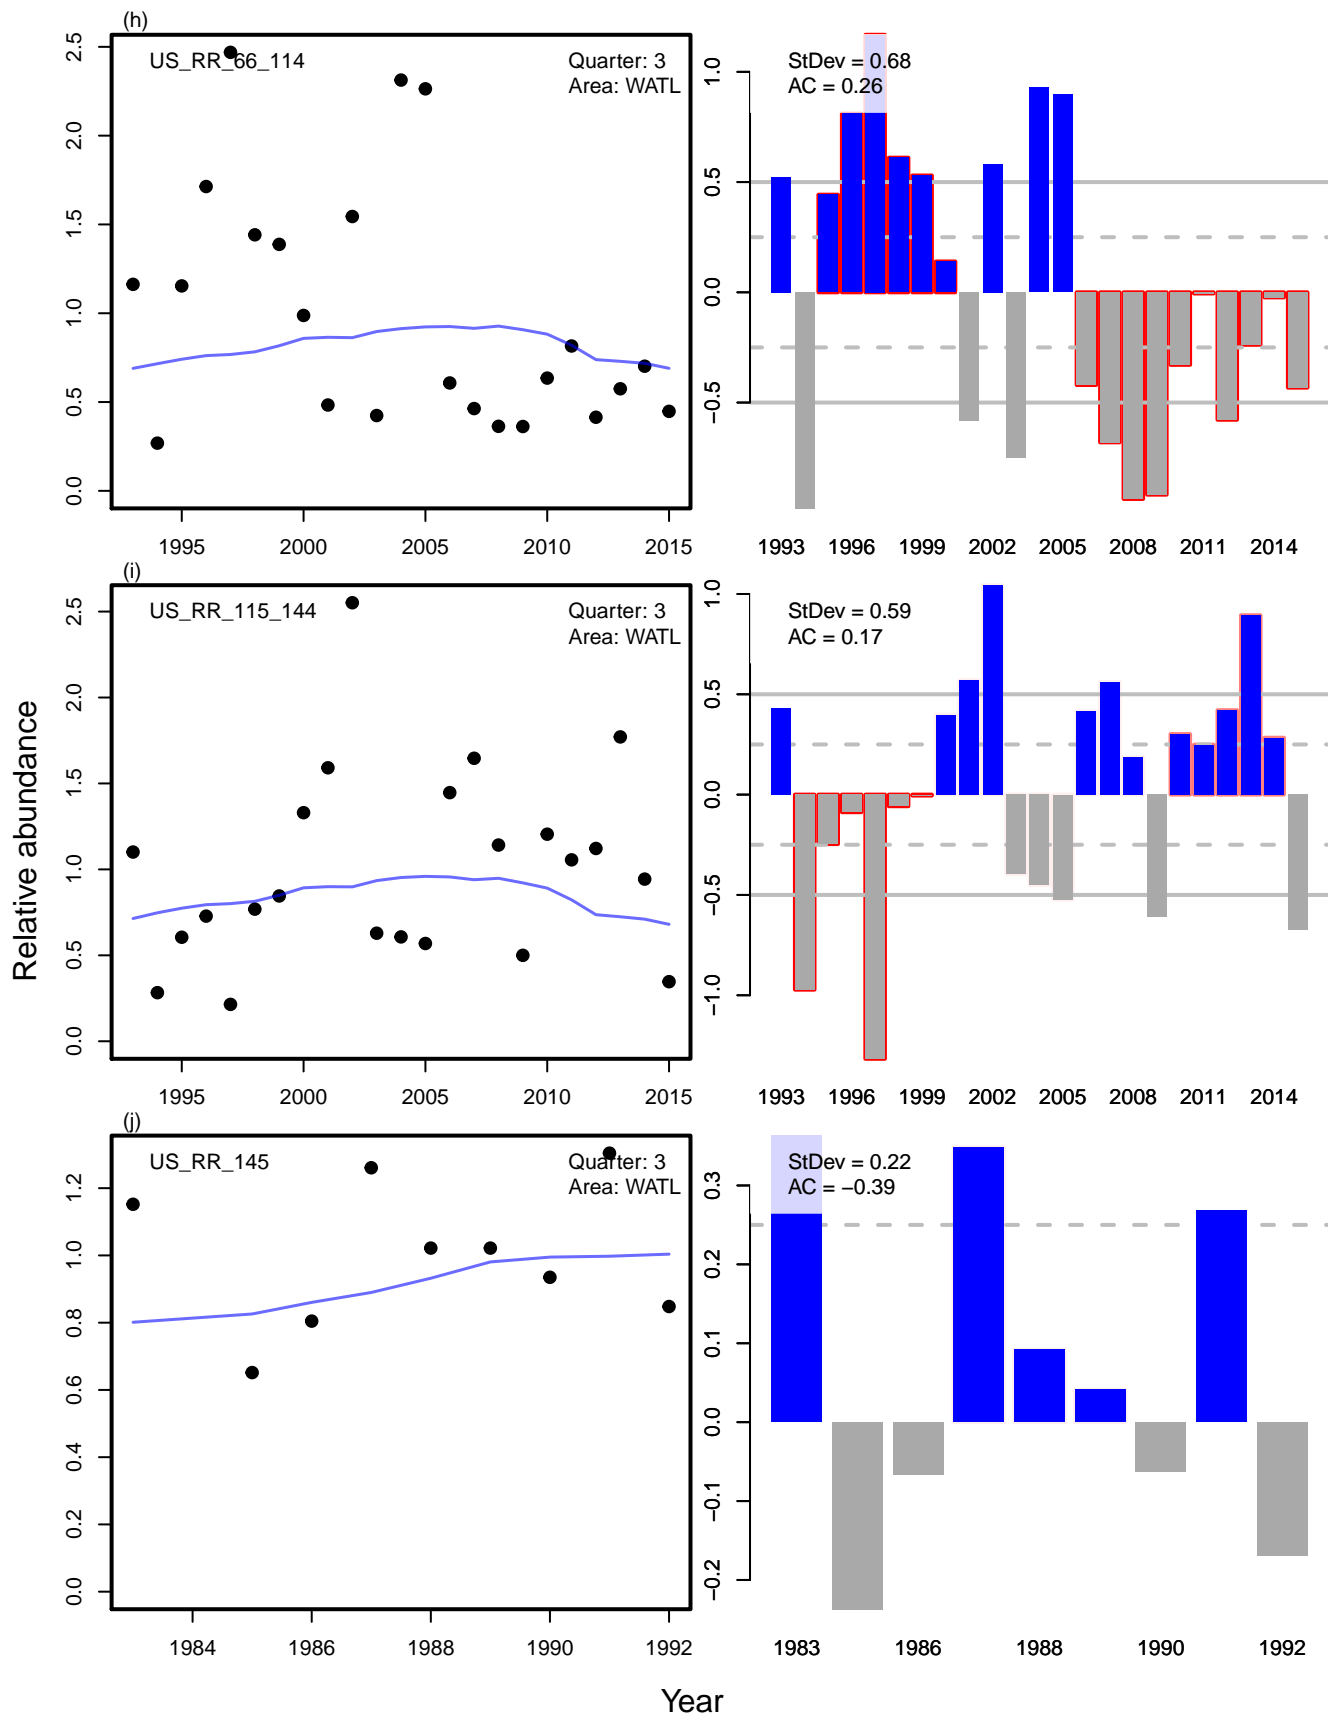 (h)
US_RR_66_114
Quarter: 3
Area: WATL
2.5
2.0
1.5
1.0
0.5
0.0
1995 2000 2005 2010 2015
StDev = 0.68
AC = 0.26
1.0
0.5
0.0
−0.5
1993 1996 1999 2002 2005 2008 2011 2014
(i)
US_RR_115_144
Quarter: 3
Area: WATL
2.5
2.0
1.5
1.0
0.5
0.0
1995 2000 2005 2010 2015
StDev = 0.59
AC = 0.17
1.0
0.5
0.0
−0.5
−1.0
1993 1996 1999 2002 2005 2008 2011 2014
(j)
US_RR_145
Quarter: 3
Area: WATL
1.2
1.0
0.8
0.6
0.4
0.2
0.0
1984 1986 1988 1990 1992
StDev = 0.22
AC = −0.39
0.3
0.2
0.1
0.0
−0.1
−0.2
1983 1986 1988 1990 1992
Relative abundance
Year